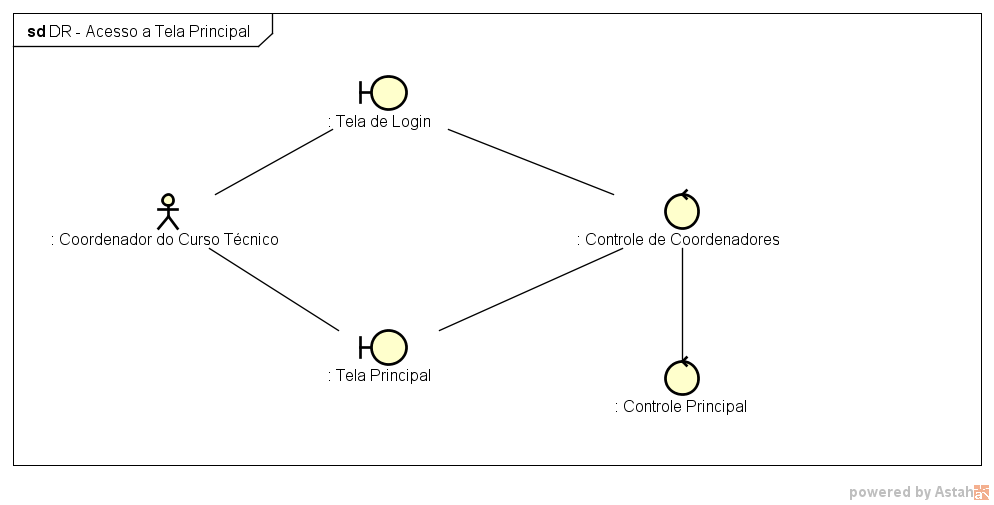 sd DR - Acesso a Tela Principal
: Tela de Login
: Coordenador do Curso Técnico
: Controle de Coordenadores
: Tela Principal
: Controle Principal
powered by Astah